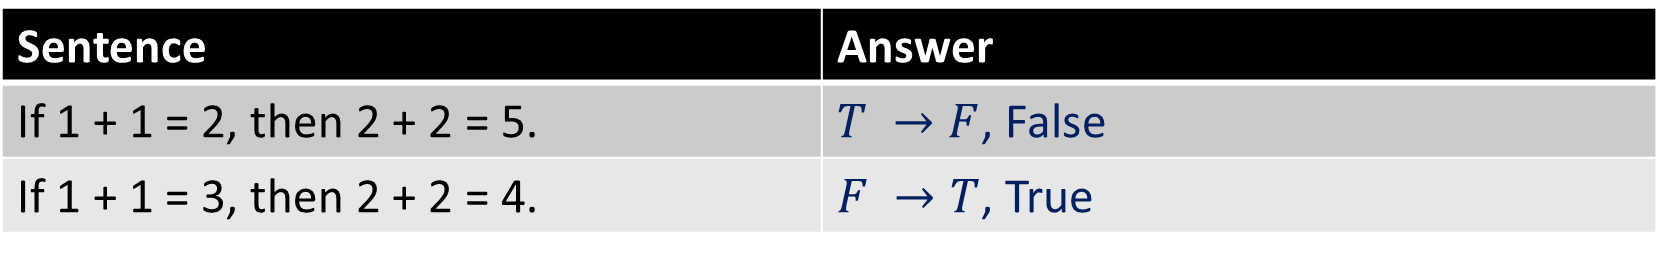 Sentence Answer
If 1 + 1 = 2, then 2 + 2 = 5. T → F, False
If 1 + 1 = 3, then 2 + 2 = 4. F → T, True